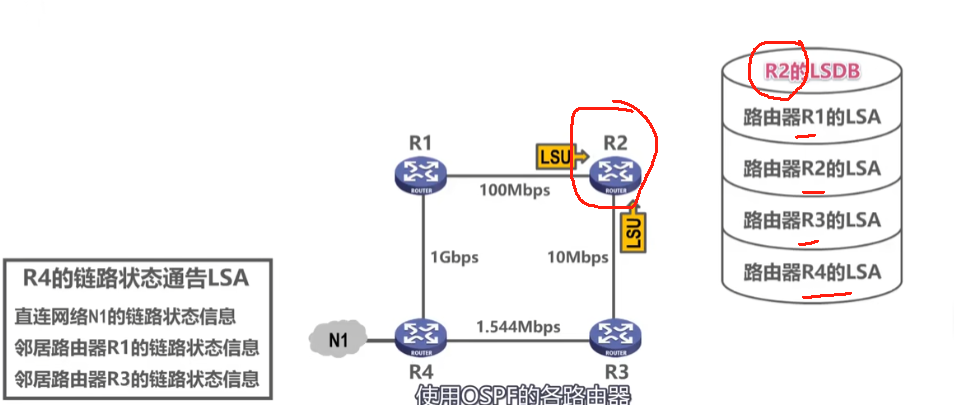 R2的LSDB
路由器R1的LSA
路由器R2的LSA
路由器R3的LSA
路由器R4的LSA
R1
LSU
R2
ROUTER
100Mbps
ROUTER
LSU
1Gbps
10Mbps
R4的链路状态通告LSA
直连网络N1的链路状态信息
邻居路由器R1的链路状态信息
邻居路由器R3的链路状态信息
N1
ROUTER
1.544Mbps
ROUTER
R4
R3
使用OSPF的各路由器